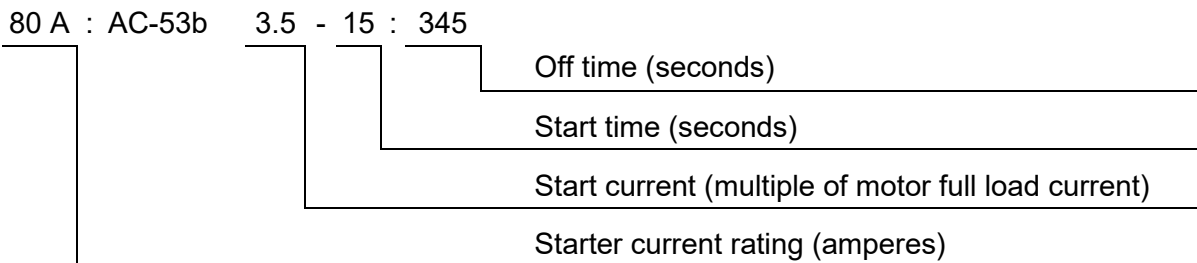 80 A : AC-53b 3.5 - 15 : 345
Off time (seconds)
Start time (seconds)
Start current (multiple of motor full load current)
Starter current rating (amperes)